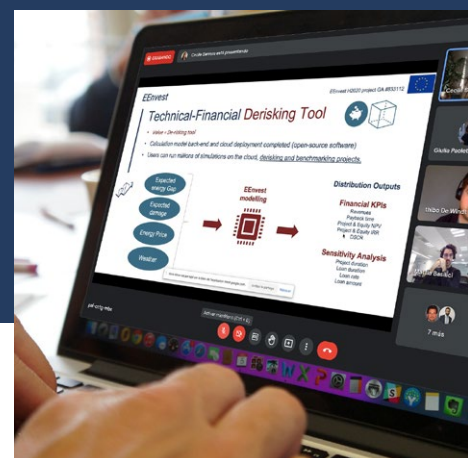 EEnvest
EEnvest H2020 project GA #833112
Technical-Financial Derisking Tool
Calculation model back-end and cloud deployment completed (open-source software)
Users can run millions of simulations on the cloud, derisking and benchmarking projects.
Expected
energy Gap
Expected
damage
Energy Price
Weather
EEnvest
modelling
Distribution Outputs
Financial KPIs
Revenues
Payback time
Project & Equity NPV
Project & Equity IRR
DSCR
Sensitivity Analysis
Project duration
Loan duration
Loan rate
Loan amount
7 más